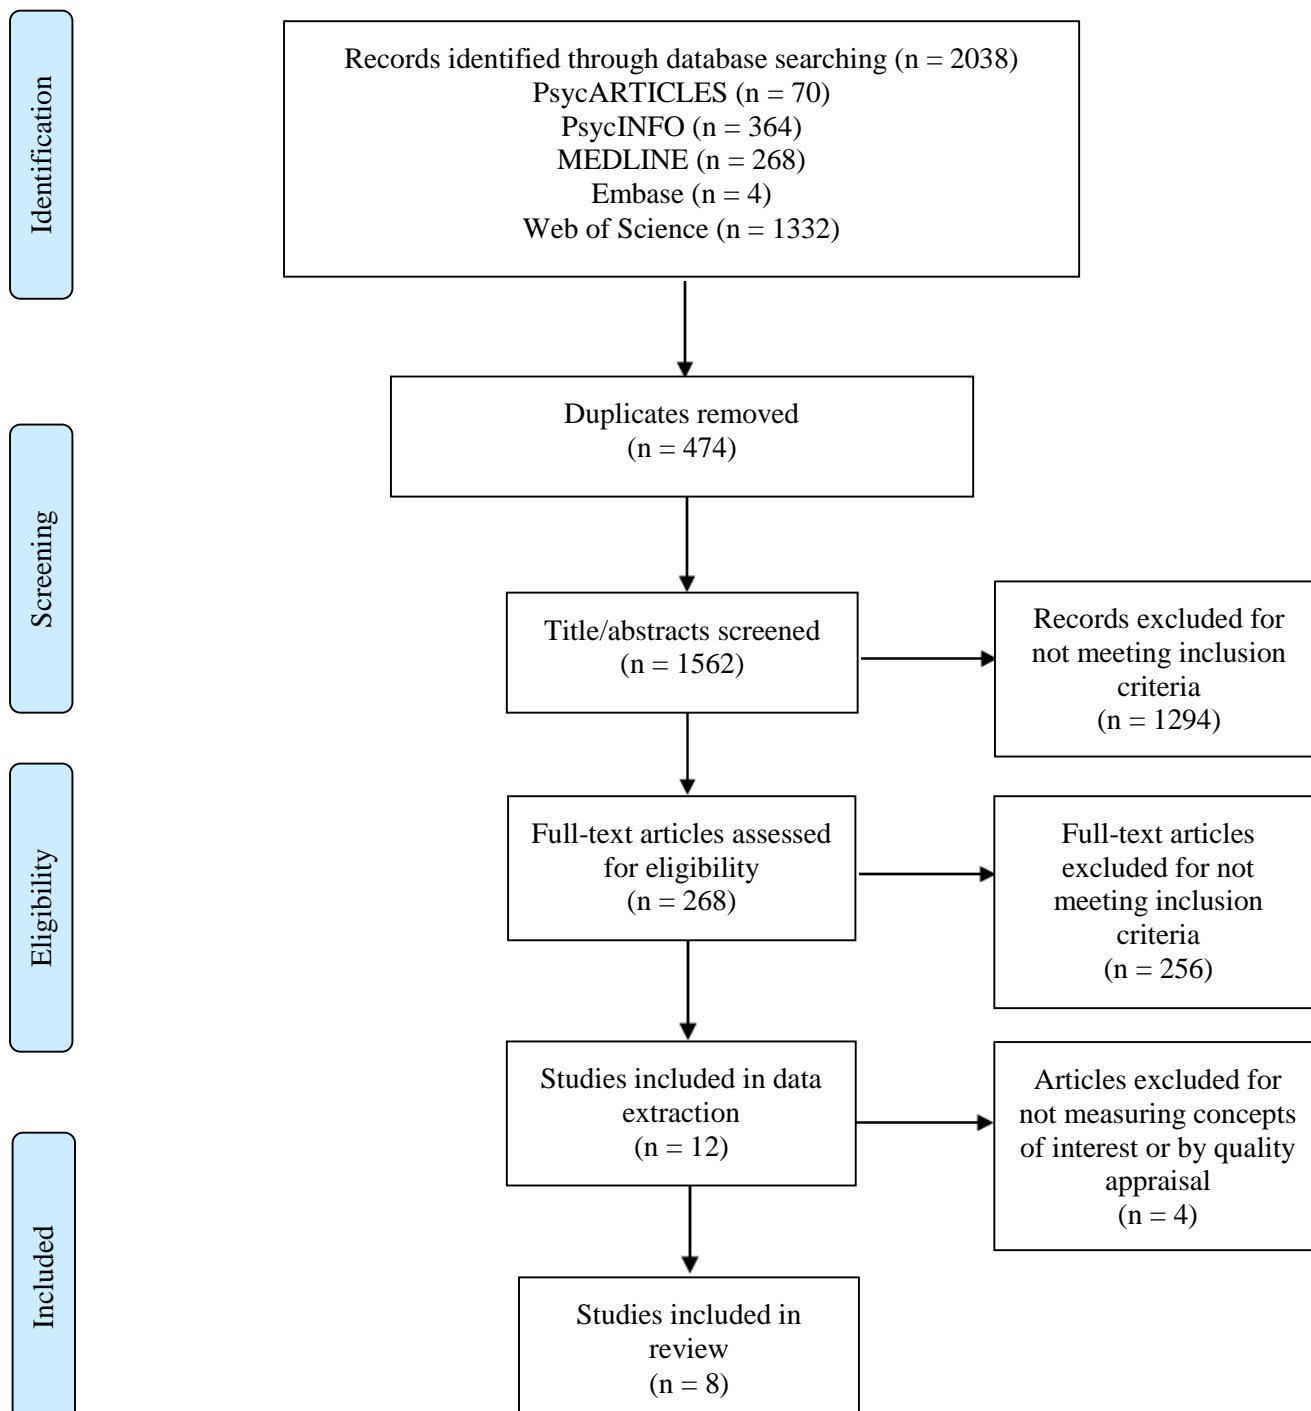 Identification
Records identified through database searching (n = 2038)
PsycARTICLES (n = 70)
PsycINFO (n = 364)
MEDLINE (n = 268)
Embase (n = 4)
Web of Science (n = 1332)
Duplicates removed
(n = 474)
Screening
Title/abstracts screened
(n = 1562)
Records excluded for
not meeting inclusion
criteria
(n = 1294)
Eligibility
Full-text articles assessed
for eligibility
(n = 268)
Full-text articles
excluded for not
meeting inclusion
criteria
(n = 256)
Studies included in data
extraction
(n = 12)
Articles excluded for
not measuring concepts
of interest or by quality
appraisal
(n = 4)
Included
Studies included in
review
(n = 8)